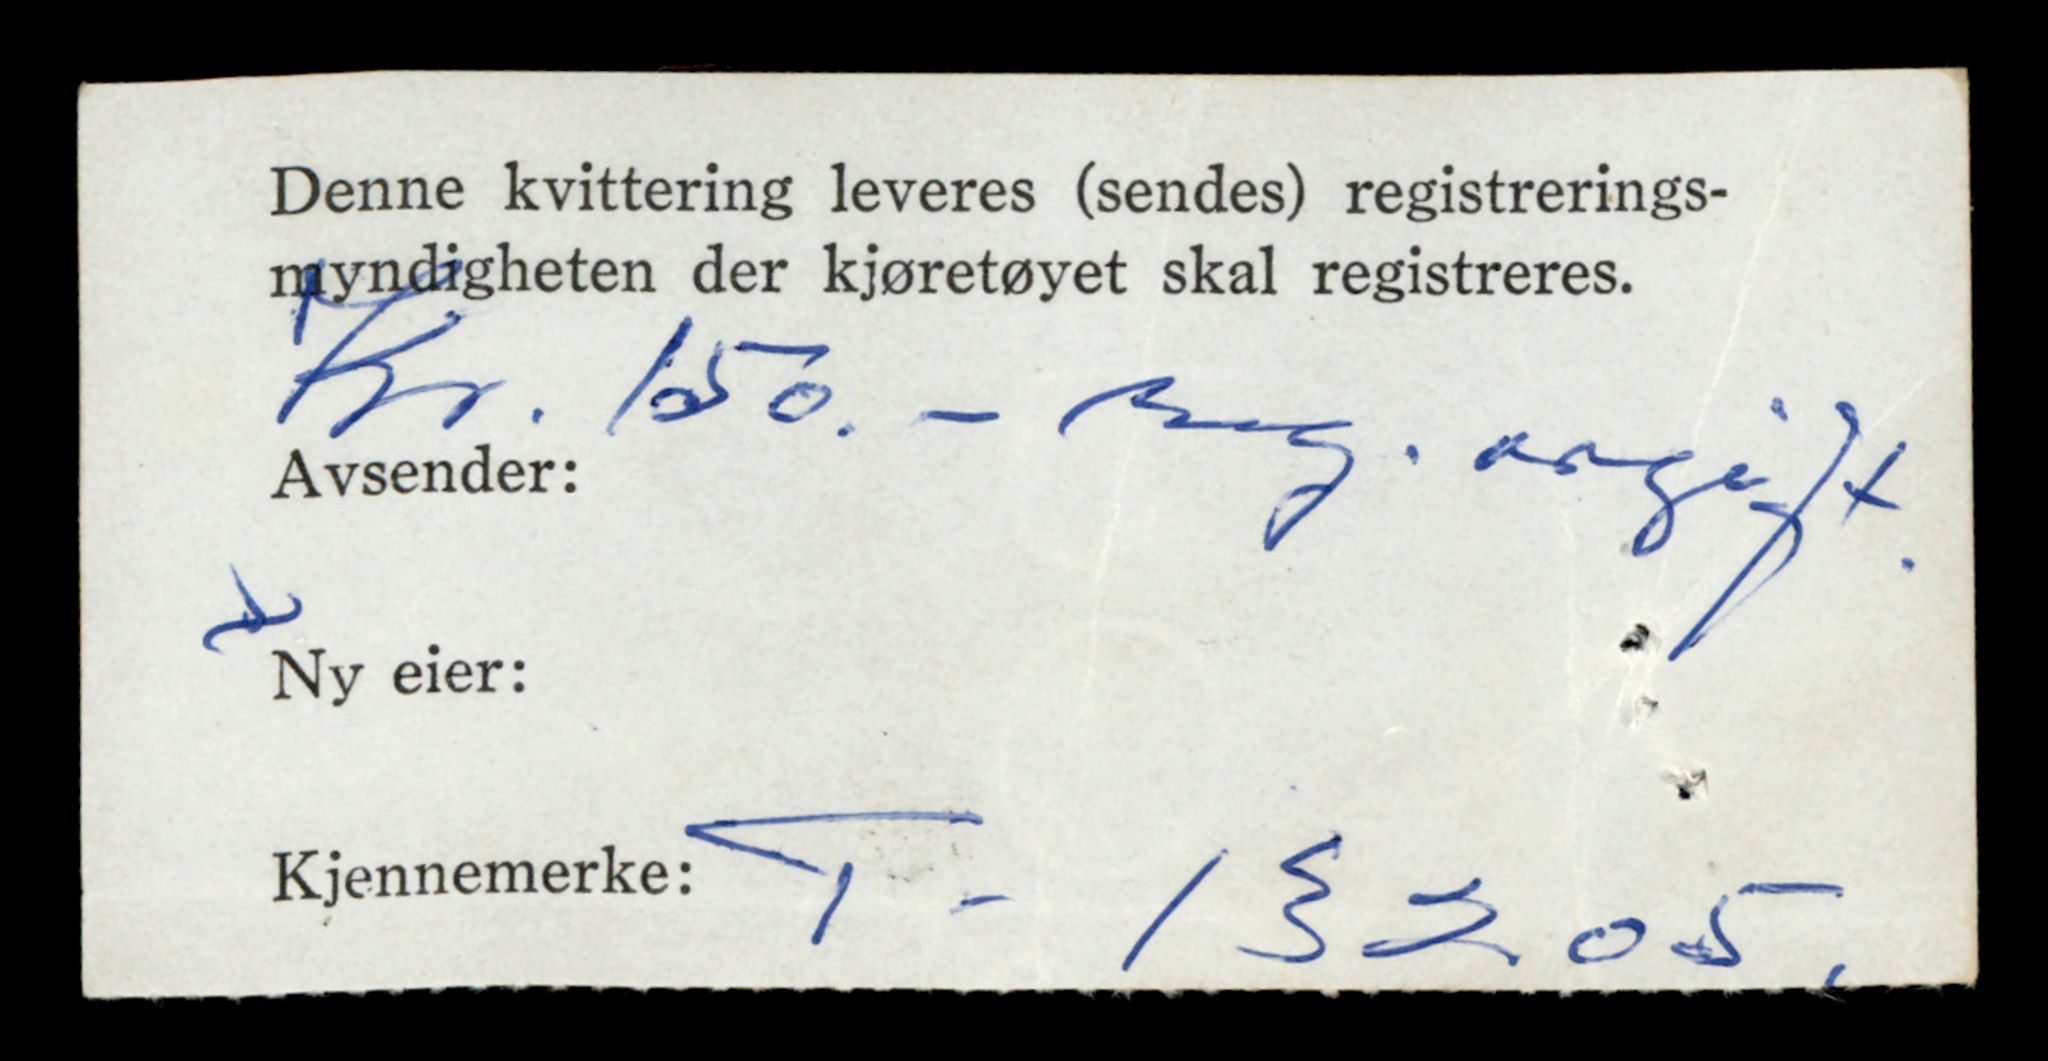 Denne kvittering leveres (sendes) registrerings-
myndigheten der kjøretøyet skal registreres.
Kr. 150. - Reg. avgift.
Avsender:
Ny eier:
Kjennemerke: T - 13205.